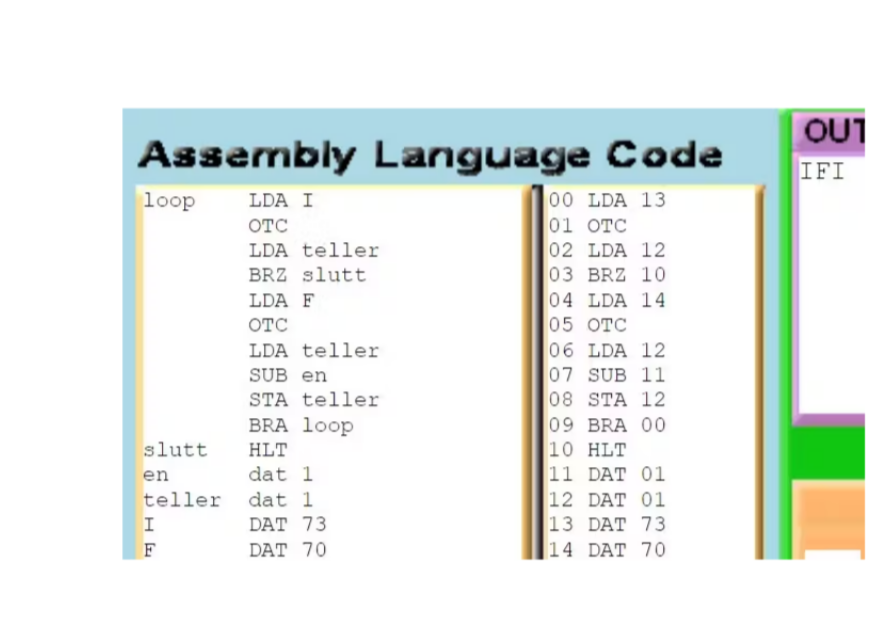 Assembly Language Code
loop LDA I
OTC
LDA teller
BRZ slutt
LDA F
OTC
LDA teller
SUB en
STA teller
BRA loop
slutt HLT
en dat 1
teller dat 1
I DAT 73
F DAT 70
00 LDA 13
01 OTC
02 LDA 12
03 BRZ 10
04 LDA 14
05 OTC
06 LDA 12
07 SUB 11
08 STA 12
09 BRA 00
10 HLT
11 DAT 01
12 DAT 01
13 DAT 73
14 DAT 70
OUT
IFI